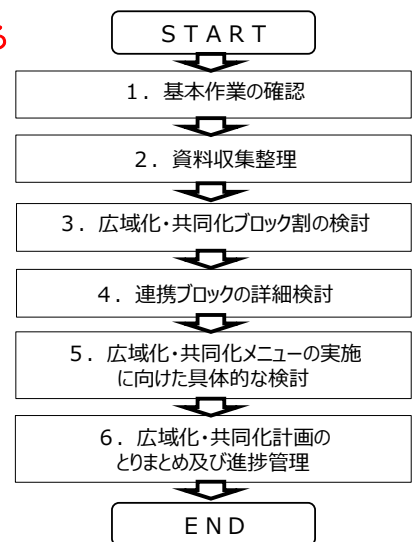 る
START
1．基本作業の確認
2．資料収集整理
3．広域化・共同化ブロック割の検討
4．連携ブロックの詳細検討
5．広域化・共同化メニューの実施
に向けた具体的な検討
6．広域化・共同化計画の
とりまとめ及び進捗管理
END